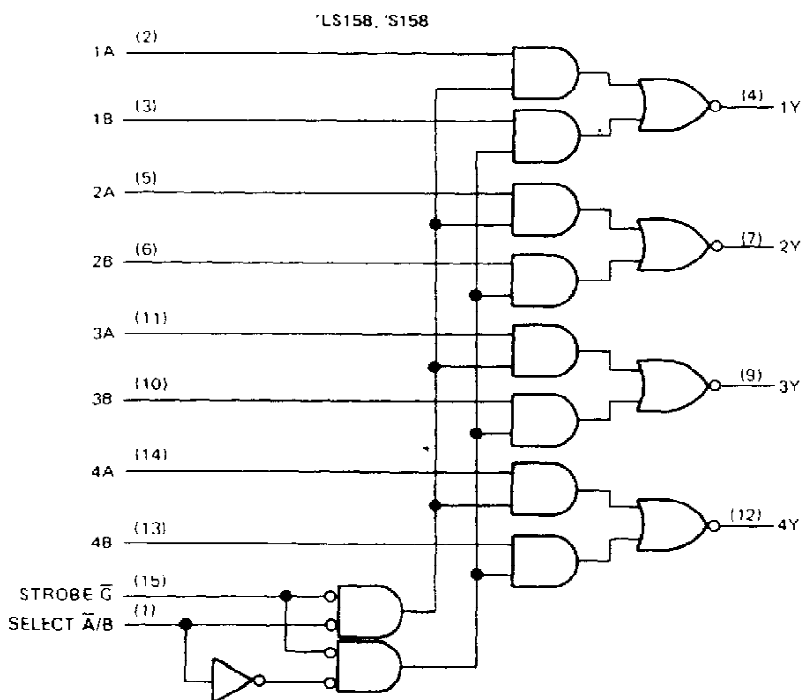 'LS158, 'S158
1A (2)
(4) 1Y
1B (3)
2A (5)
(7) 2Y
2B (6)
3A (11)
(9) 3Y
3B (10)
4A (14)
(12) 4Y
4B (13)
STROBE G̅ (15)
SELECT A̅/B (1)